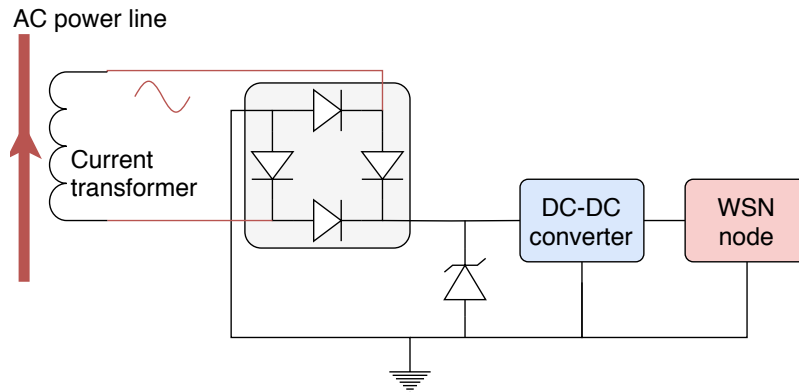 AC power line
Current
transformer
DC-DC
converter
WSN
node